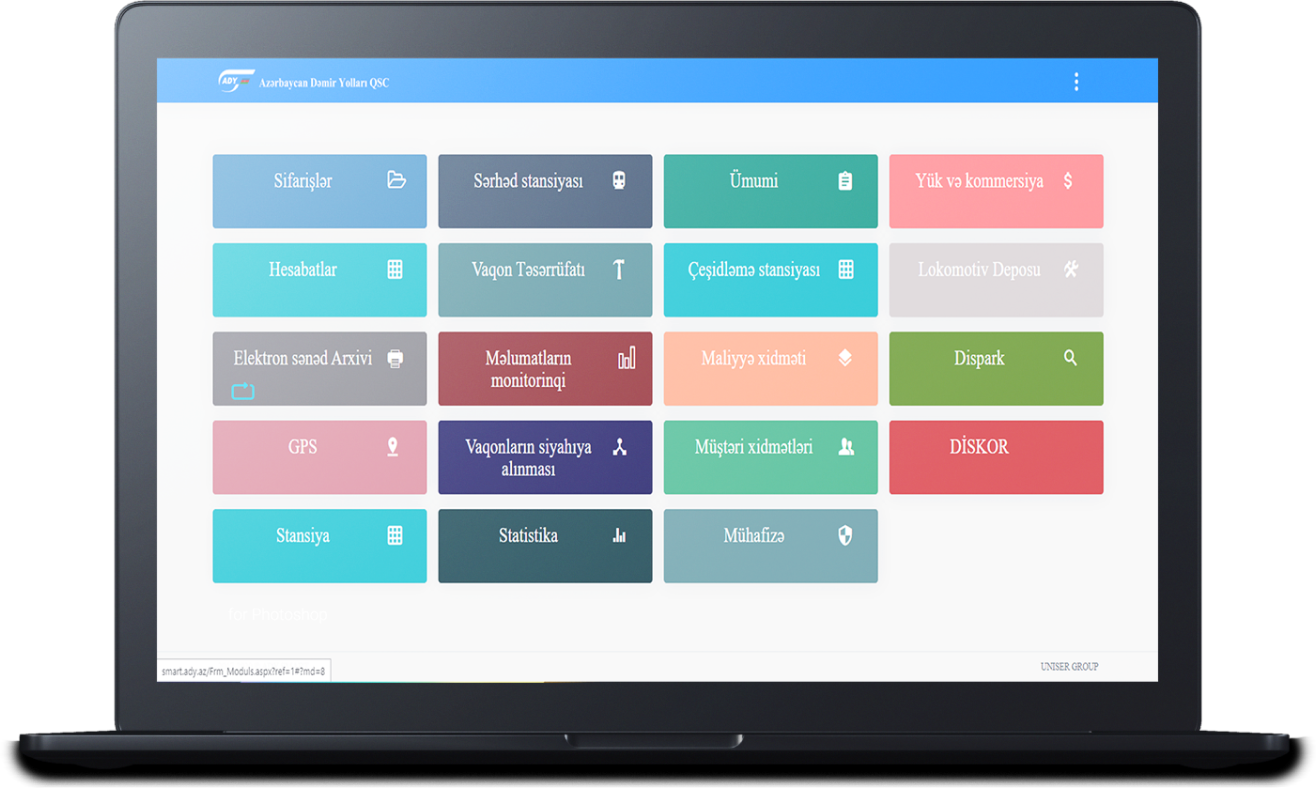 ADY
Azərbaycan Dəmir Yolları QSC
Sifarişlər
Sərhəd stansiyası
Ümumi
Yük və kommersiya
Hesabatlar
Vaqon Təsərrüfatı
Çeşidləmə stansiyası
Lokomotiv Deposu
Elektron sənəd Arxivi
Məlumatların
monitorinqi
Maliyyə xidməti
Dispark
GPS
Vaqonların siyahıya
alınması
Müştəri xidmətləri
DİSKOR
Stansiya
Statistika
Mühafizə
for Photoshop
smart.ady.az/Frm_Moduls.aspx?ref=1#?md=8
UNISER GROUP